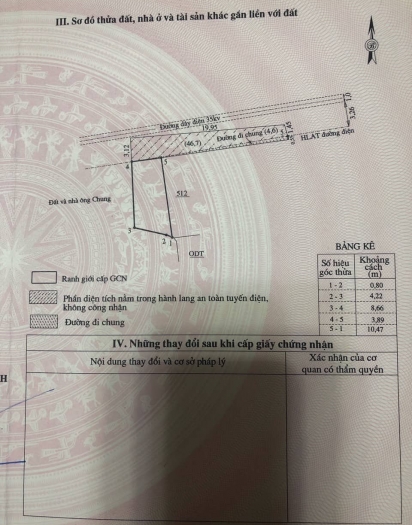 III. Sơ đồ thửa đất, nhà ở và tài sản khác gắn liền với đất
Đường dây điện 35kv
19,95
3,12
(46,7)
Đường đi chung (4,6)
1,45
3,26
HLAT đường điện
4
5
512
Đất và nhà ông Chung
3
2
1
ODT
Ranh giới cấp GCN
Phần diện tích nằm trong hành lang an toàn tuyến điện,
không công nhận
Đường đi chung
BẢNG KÊ
Số hiệu góc thửa Khoảng cách (m)
1 - 2 0,80
2 - 3 4,22
3 - 4 8,66
4 - 5 3,89
5 - 1 10,47
IV. Những thay đổi sau khi cấp giấy chứng nhận
Nội dung thay đổi và cơ sở pháp lý
Xác nhận của cơ
quan có thẩm quyền
H